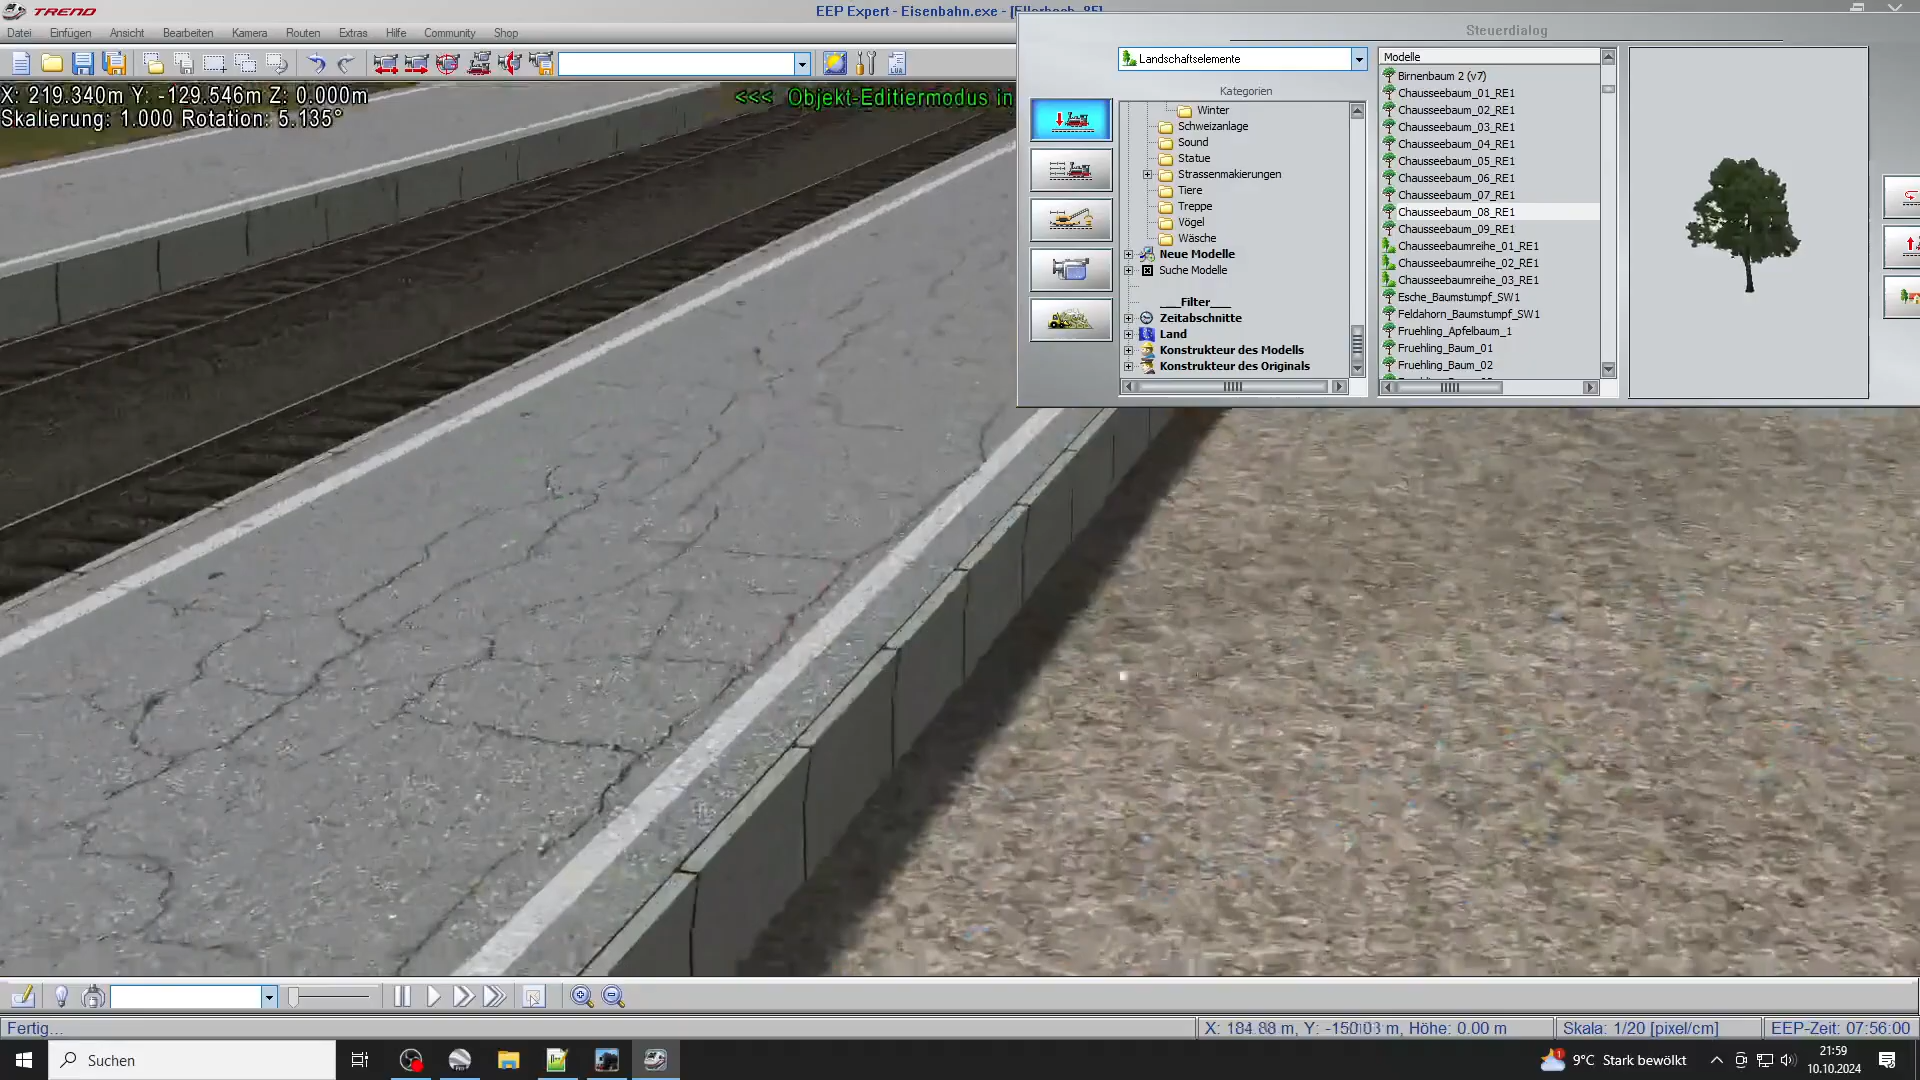 TREND
EEP Expert - Eisenbahn.exe - [Ellerbach_85]
Datei Einfügen Ansicht Bearbeiten Kamera Routen Extras Hilfe Community Shop
X: 219.340m Y: -129.546m Z: 0.000m
Skalierung: 1.000 Rotation: 5.135°
<<< Objekt-Editiermodus in
Steuerdialog
Landschaftselemente
Kategorien
Winter
Schweizanlage
Sound
Statue
Strassenmakierungen
Tiere
Treppe
Vögel
Wäsche
Neue Modelle
Suche Modelle
___Filter___
Zeitabschnitte
Land
Konstrukteur des Modells
Konstrukteur des Originals
Modelle
Birnenbaum 2 (v7)
Chausseebaum_01_RE1
Chausseebaum_02_RE1
Chausseebaum_03_RE1
Chausseebaum_04_RE1
Chausseebaum_05_RE1
Chausseebaum_06_RE1
Chausseebaum_07_RE1
Chausseebaum_08_RE1
Chausseebaum_09_RE1
Chausseebaumreihe_01_RE1
Chausseebaumreihe_02_RE1
Chausseebaumreihe_03_RE1
Esche_Baumstumpf_SW1
Feldahorn_Baumstumpf_SW1
Fruehling_Apfelbaum_1
Fruehling_Baum_01
Fruehling_Baum_02
Fertig...
X: 184.88 m, Y: -150.03 m, Höhe: 0.00 m
Skala: 1/20 [pixel/cm]
EEP-Zeit: 07:56:00
Suchen
9°C Stark bewölkt
21:59
10.10.2024